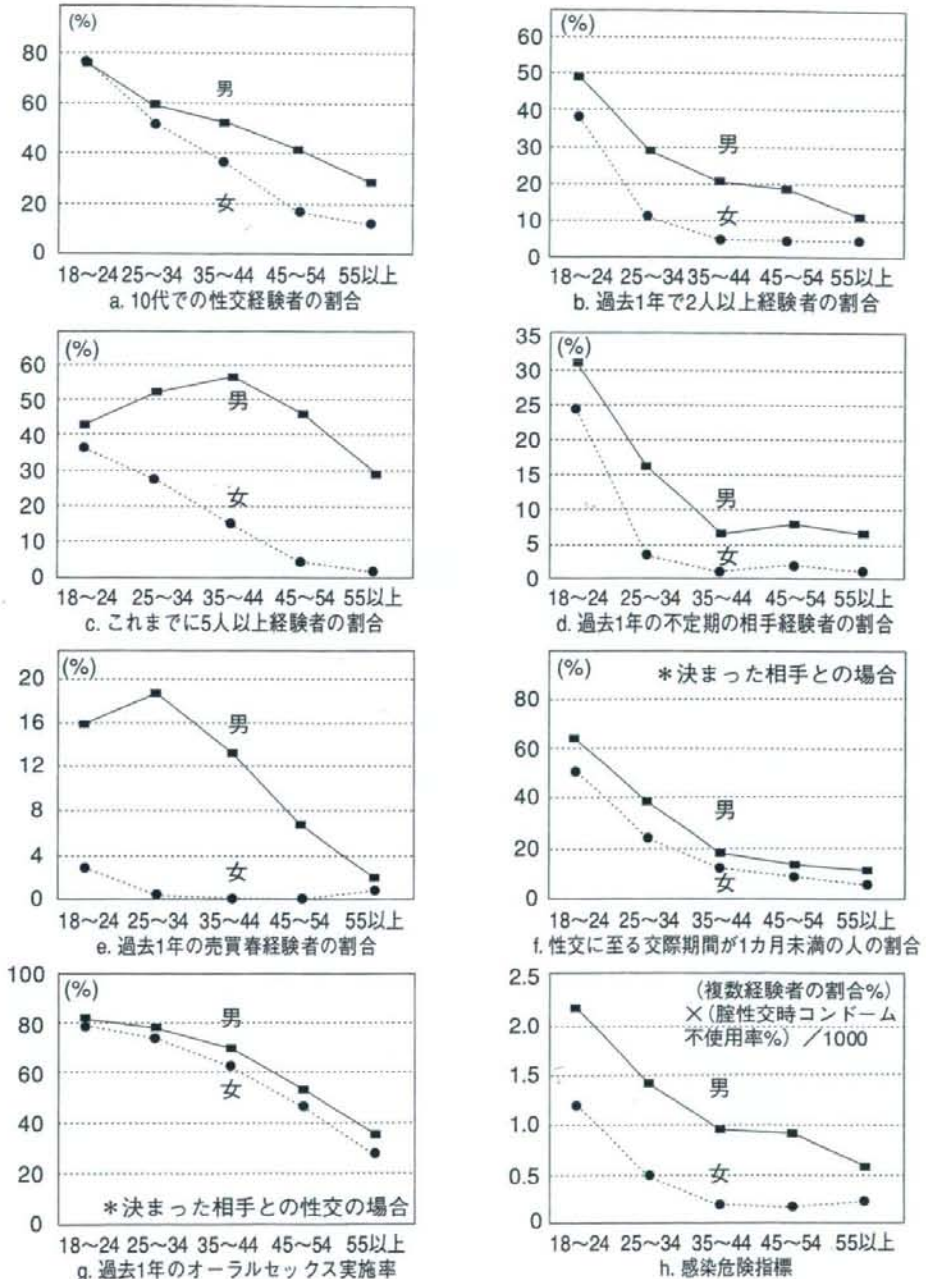 (%)
80
60
40
20
0
男
女
18～24 25～34 35～44 45～54 55以上
a. 10代での性交経験者の割合
(%)
60
50
40
30
20
10
0
男
女
18～24 25～34 35～44 45～54 55以上
b. 過去1年で2人以上経験者の割合
(%)
60
50
40
30
20
10
0
男
女
18～24 25～34 35～44 45～54 55以上
c. これまでに5人以上経験者の割合
(%)
35
30
25
20
15
10
5
0
男
女
18～24 25～34 35～44 45～54 55以上
d. 過去1年の不定期の相手経験者の割合
(%)
20
16
12
8
4
0
男
女
18～24 25～34 35～44 45～54 55以上
e. 過去1年の売買春経験者の割合
(%)
＊決まった相手との場合
80
60
40
20
0
男
女
18～24 25～34 35～44 45～54 55以上
f. 性交に至る交際期間が1カ月未満の人の割合
100
(%)
80
60
40
20
0
男
女
＊決まった相手との性交の場合
18～24 25～34 35～44 45～54 55以上
g. 過去1年のオーラルセックス実施率
2.5
2.0
1.5
1.0
0.5
0
(複数経験者の割合%)
×(腟性交時コンドーム
不使用率%) ／1000
男
女
18～24 25～34 35～44 45～54 55以上
h. 感染危険指標